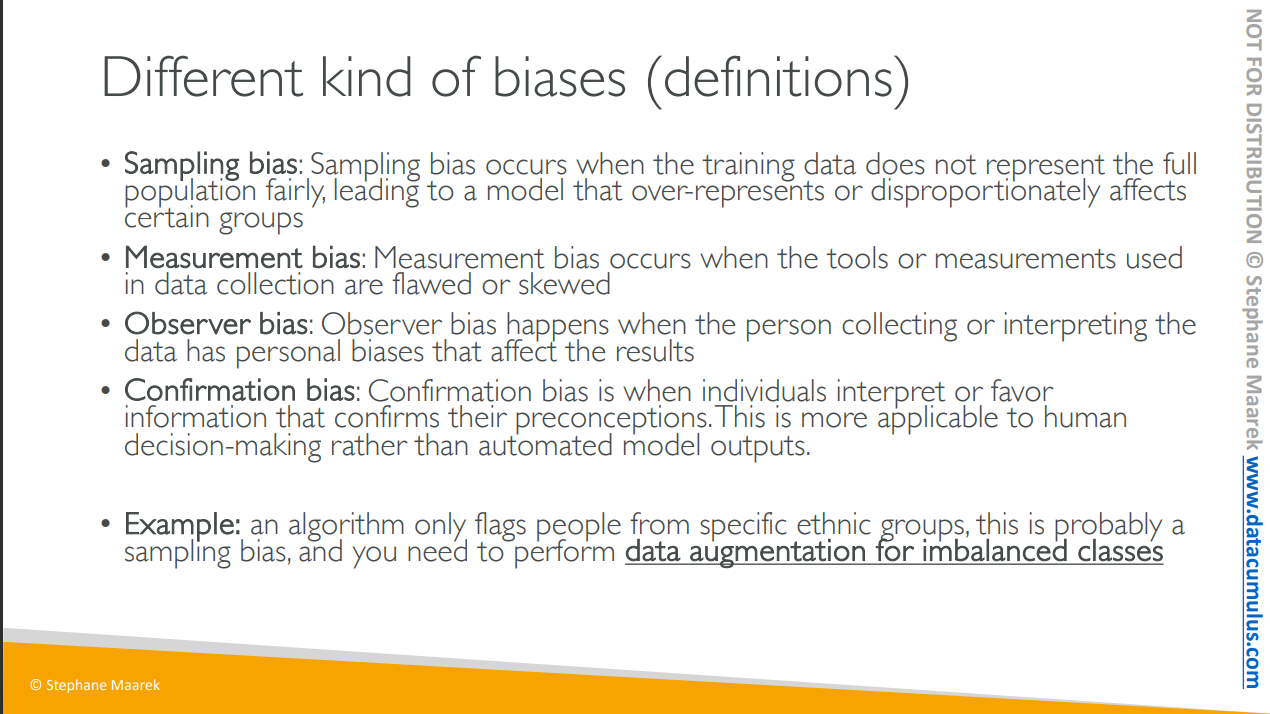 Different kind of biases (definitions)
• Sampling bias: Sampling bias occurs when the training data does not represent the full
population fairly, leading to a model that over-represents or disproportionately affects
certain groups
• Measurement bias: Measurement bias occurs when the tools or measurements used
in data collection are flawed or skewed
• Observer bias: Observer bias happens when the person collecting or interpreting the
data has personal biases that affect the results
• Confirmation bias: Confirmation bias is when individuals interpret or favor
information that confirms their preconceptions. This is more applicable to human
decision-making rather than automated model outputs.
• Example: an algorithm only flags people from specific ethnic groups, this is probably a
sampling bias, and you need to perform data augmentation for imbalanced classes
© Stephane Maarek
NOT FOR DISTRIBUTION © Stephane Maarek www.datacumulus.com